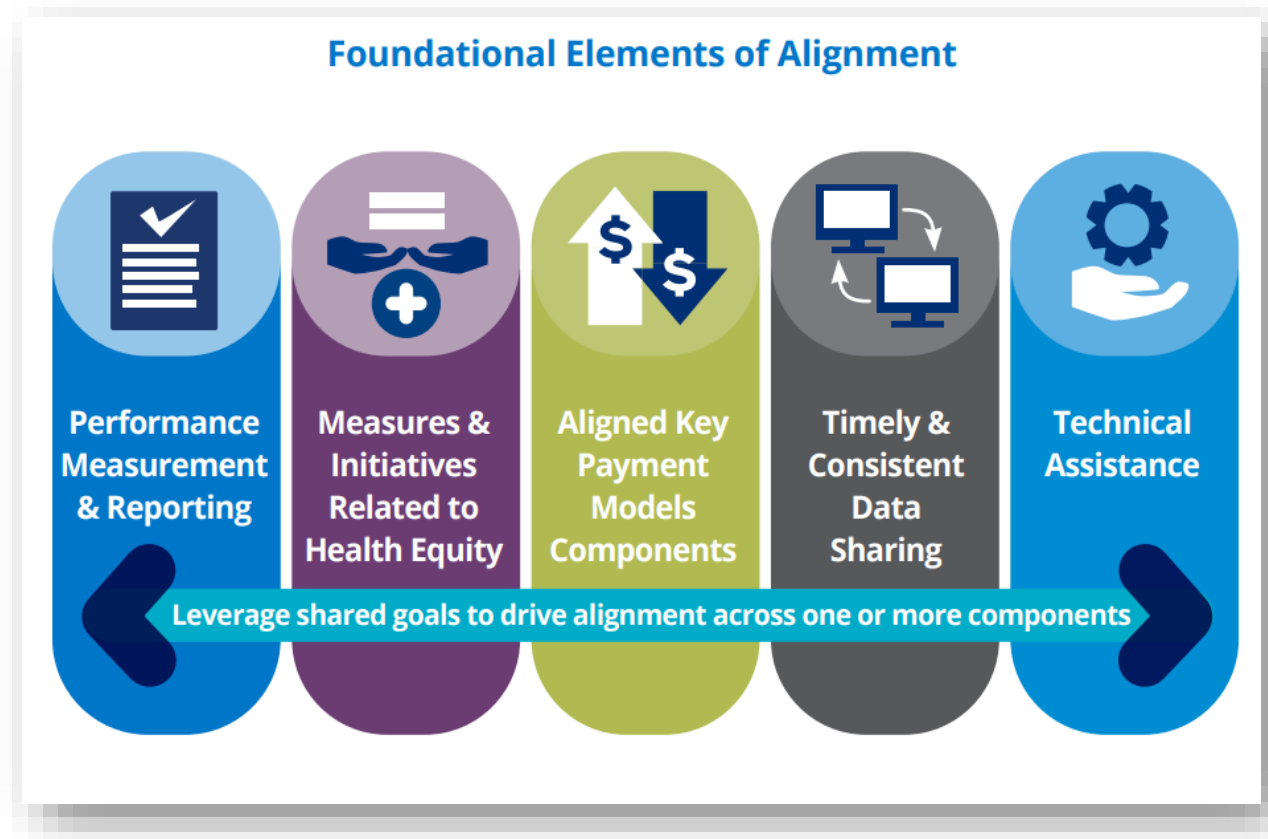 Foundational Elements of Alignment
Performance
Measurement
& Reporting
Measures &
Initiatives
Related to
Health Equity
Aligned Key
Payment
Models
Components
Timely &
Consistent
Data
Sharing
Technical
Assistance
$
$
Leverage shared goals to drive alignment across one or more components